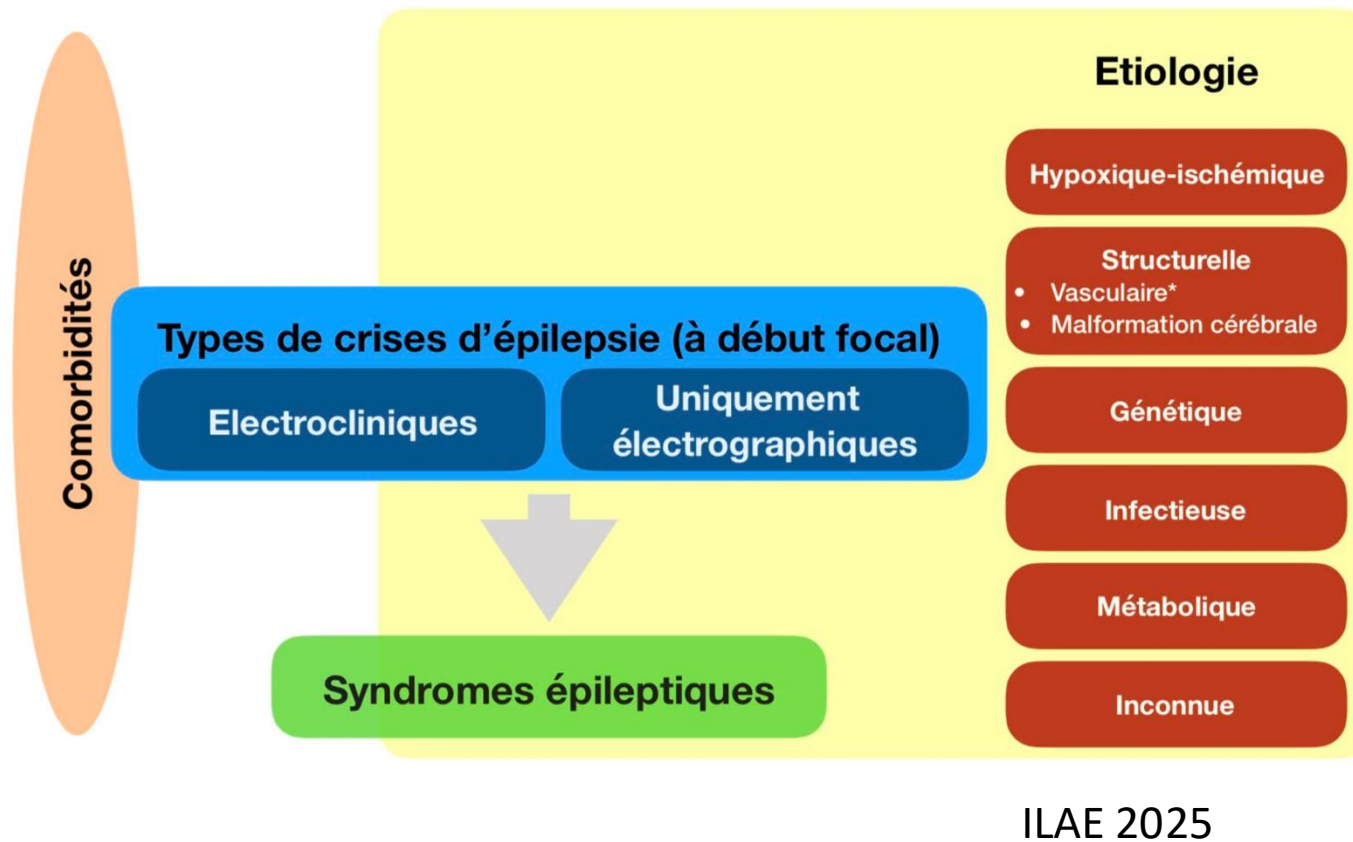 Comorbidités
Types de crises d'épilepsie (à début focal)
Electrocliniques
Uniquement
électrographiques
Syndromes épileptiques
Etiologie
Hypoxique-ischémique
Structurelle
• Vasculaire*
• Malformation cérébrale
Génétique
Infectieuse
Métabolique
Inconnue
ILAE 2025